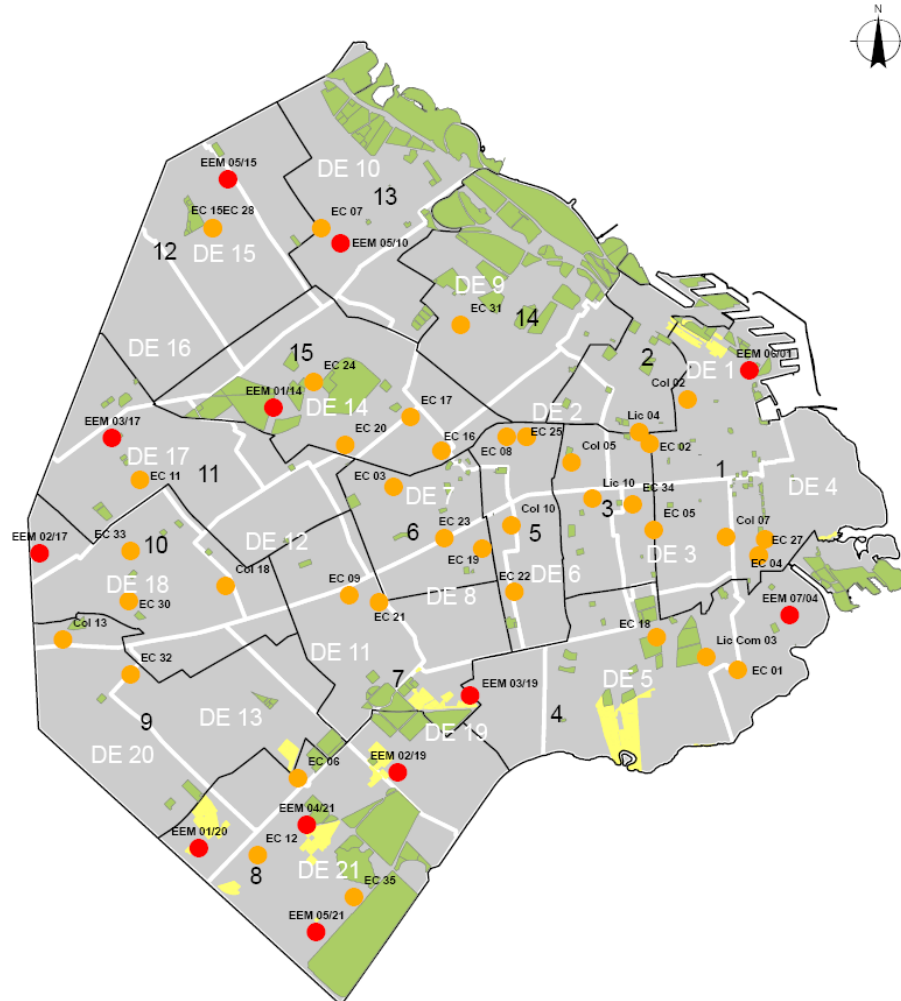 N
EEM 05/15
DE 10
13
EC 15EC 28
EC 07
12
DE 15
EEM 05/10
DE 9
EC 31
14
DE 16
15
2
EC 24
DE 1
EEM 06/01
EEM 01/14
DE 14
Col 02
EEM 03/17
EC 17
DE 2
Lic 04
EC 20
EC 16
EC 08
EC 25
EC 02
DE 17
11
EC 11
Col 05
1
EC 03
DE 7
Lic 10
EC 34
DE 4
3
EC 33
10
DE 12
6
EC 23
Col 10
5
EC 05
Col 07
EEM 02/17
EC 19
DE 3
EC 27
EC 04
DE 18
Col 18
EC 09
DE 8
EC 22
DE 6
EC 30
EC 21
EEM 07/04
Col 13
EC 18
DE 11
Lic Com 03
EC 32
7
DE 5
EC 01
EEM 03/19
9
DE 13
4
DE 19
DE 20
EC 06
EEM 02/19
EEM 04/21
EEM 01/20
EC 12
8
DE 21
EC 35
EEM 05/21